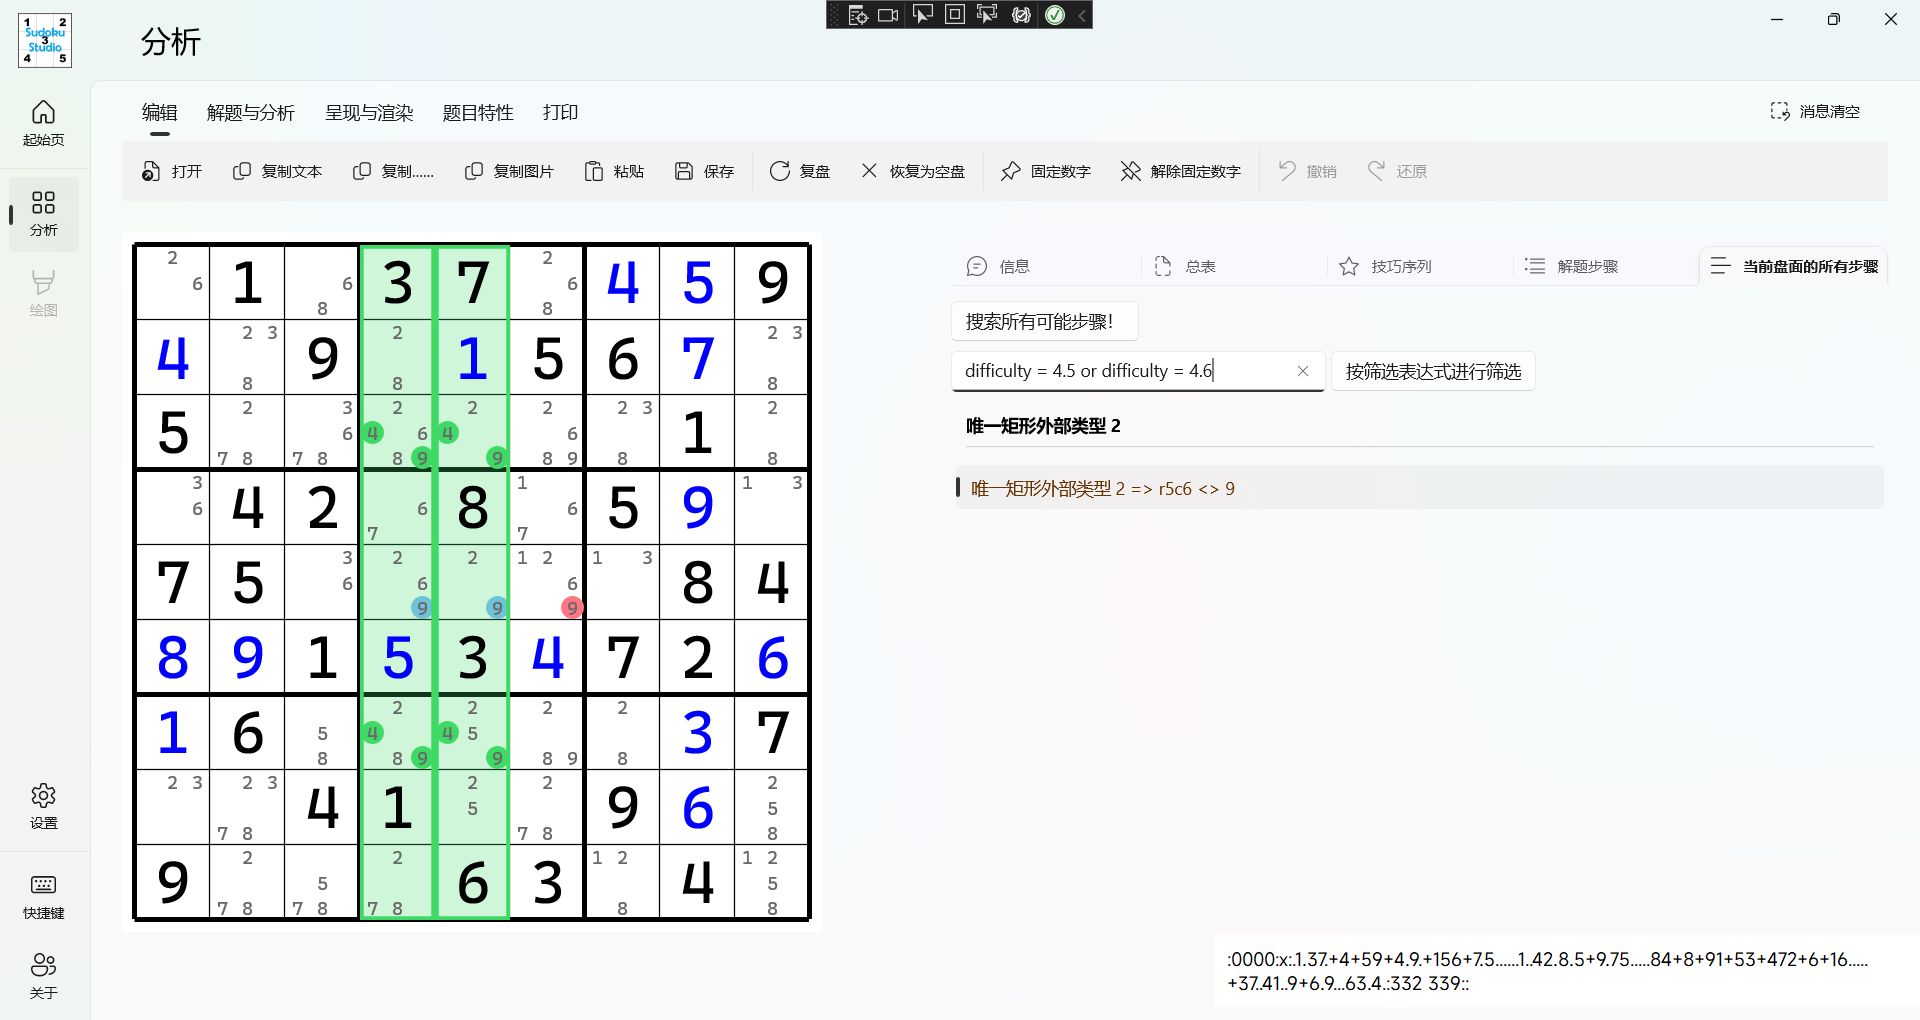 1 2
Sudoku
3
Studio
4 5
分析
起始页
分析
绘图
设置
快捷键
关于
编辑 解题与分析 呈现与渲染 题目特性 打印
消息清空
打开 复制文本 复制...... 复制图片 粘贴 保存 复盘 恢复为空盘 固定数字 解除固定数字 撤销 还原
2 2
6 1 6 3 7 6 4 5 9
8 8
2 3 2 2 3
4 9 1 5 6 7
8 8 8
2 3 2 2 2 2 3 2
5 6 4 6 4 6 1
7 8 7 8 8 9 9 8 9 8 8
3 1 1 3
6 4 2 6 8 6 5 9
7 7
3 2 2 1 2 1 3
7 5 6 6 6 8 4
9 9 9
8 9 1 5 3 4 7 2 6
2 2 2 2
1 6 5 4 4 5 3 7
8 8 9 9 8 9 8
2 3 2 3 2 2 2
4 1 5 9 6 5
7 8 7 8 8
2 2 1 2 1 2
9 5 6 3 4 5
7 8 7 8 7 8 8 8
信息 总表 技巧序列 解题步骤 当前盘面的所有步骤
搜索所有可能步骤！
difficulty = 4.5 or difficulty = 4.6 按筛选表达式进行筛选
唯一矩形外部类型 2
唯一矩形外部类型 2 => r5c6 <> 9
:0000:x:.1.37.+4+59+4.9.+156+7.5......1..42.8.5+9.75.....84+8+91+53+472+6+16.....
+37..41..9+6.9...63.4.:332 339::